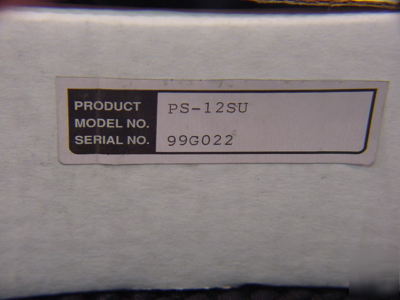 PRODUCT PS-12SU
MODEL NO.
SERIAL NO. 99G022